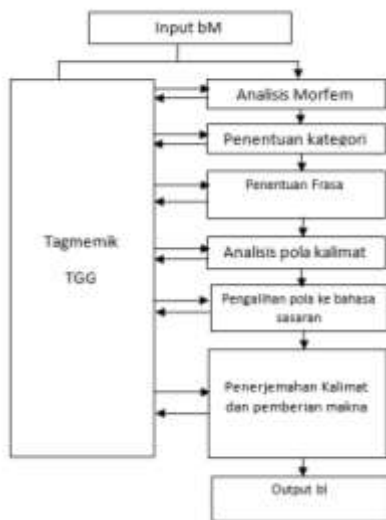 Input bM
Analisis Morfem
Penentuan kategori
Penentuan Frasa
Tagmemik
TGG
Analisis pola kalimat
Pengalihan pola ke bahasa
sasaran
Penerjemahan Kalimat
dan pemberian makna
Output bI